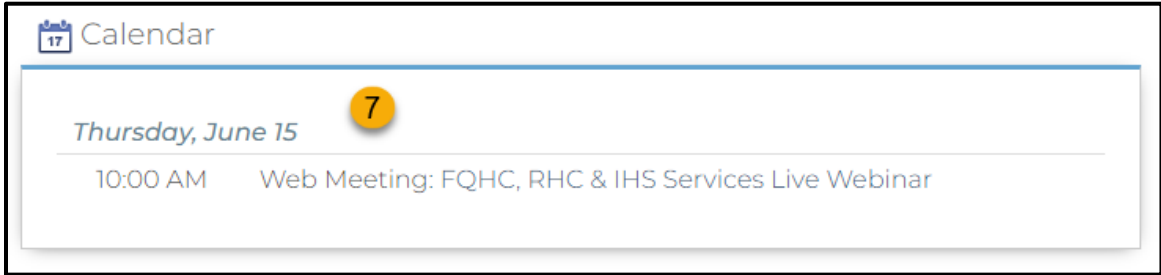 17 Calendar
7
Thursday, June 15
10:00 AM Web Meeting: FQHC, RHC & IHS Services Live Webinar